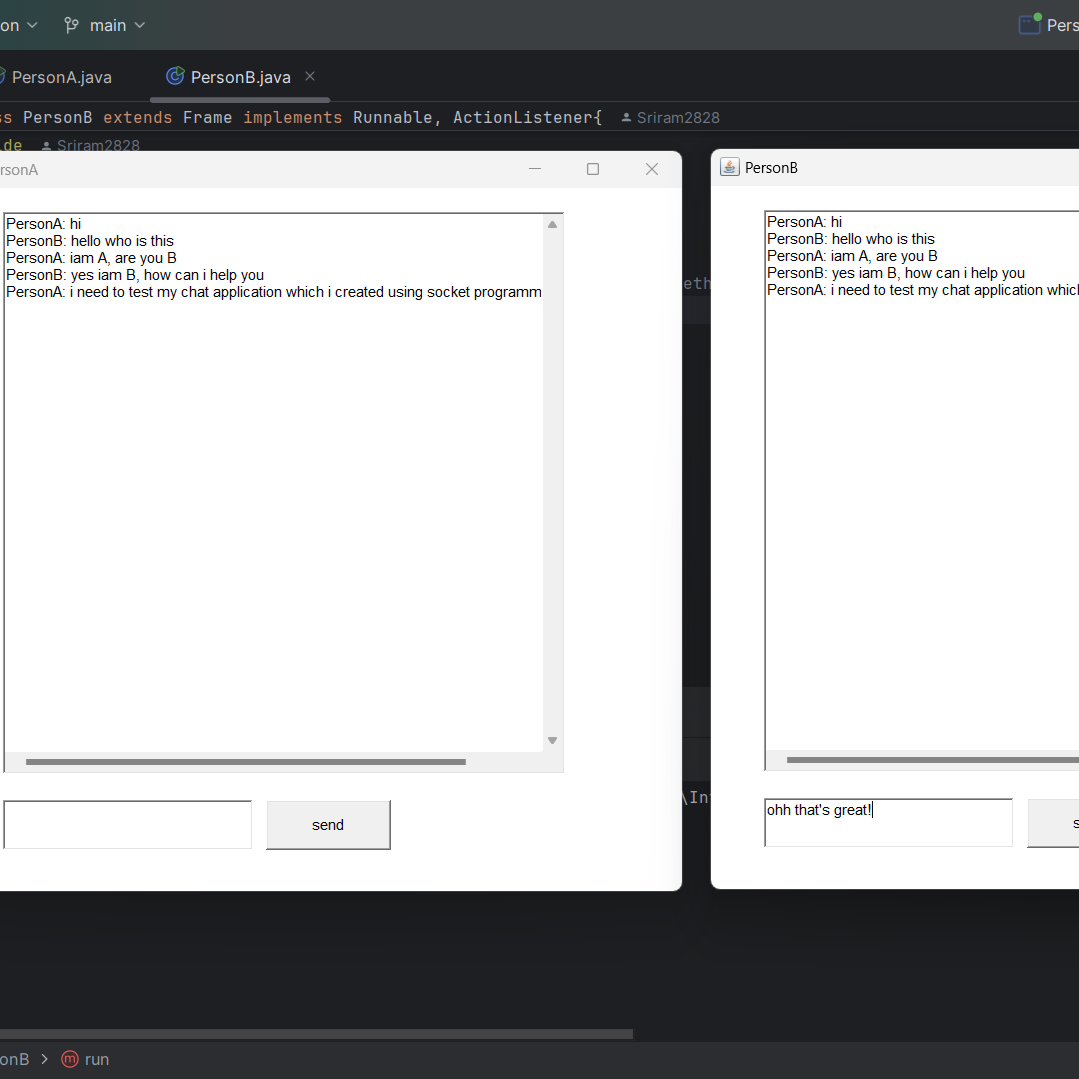 on main Pers
PersonA.java PersonB.java
ss PersonB extends Frame implements Runnable, ActionListener{ Sriram2828
de Sriram2828
rsonA
PersonA: hi
PersonB: hello who is this
PersonA: iam A, are you B
PersonB: yes iam B, how can i help you
PersonA: i need to test my chat application which i created using socket programm
send
eth
\In
PersonB
PersonA: hi
PersonB: hello who is this
PersonA: iam A, are you B
PersonB: yes iam B, how can i help you
PersonA: i need to test my chat application which
ohh that's great!
s
onB > run